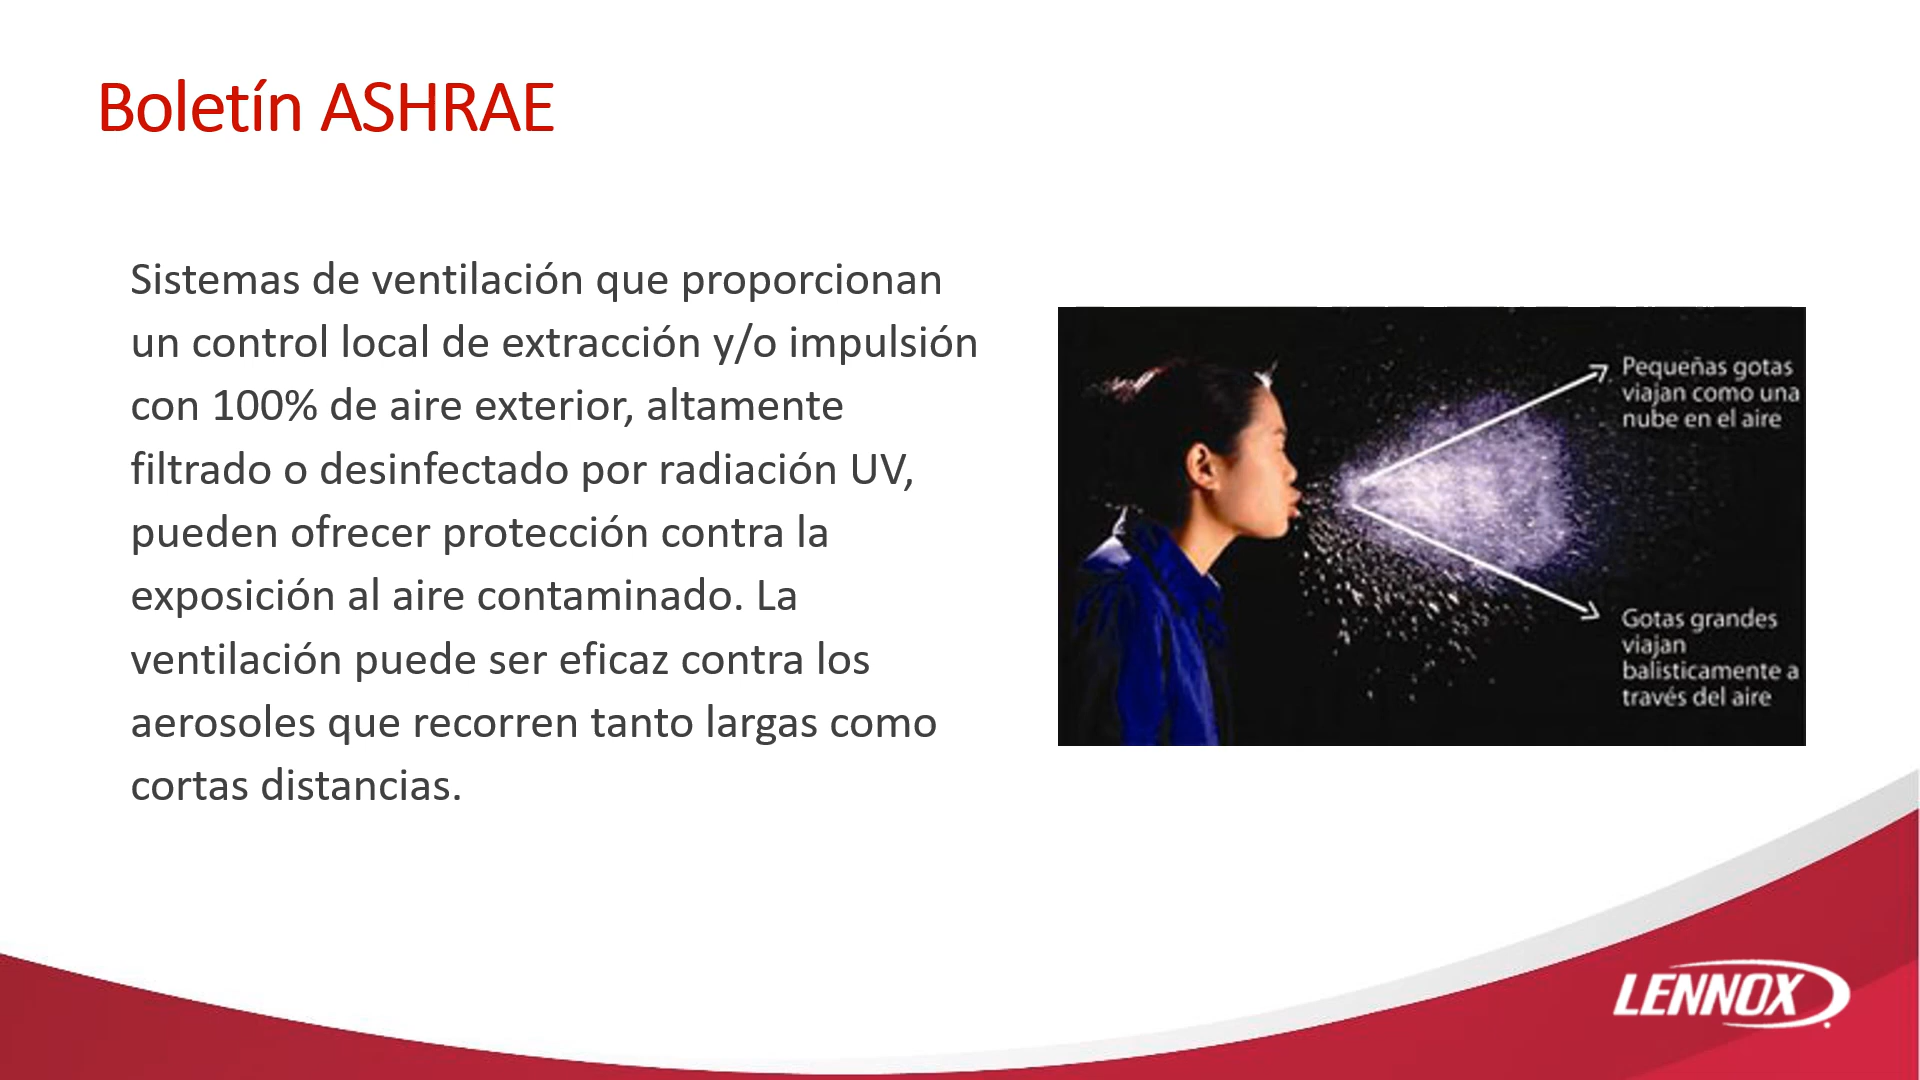 Boletín ASHRAE
Sistemas de ventilación que proporcionan
un control local de extracción y/o impulsión
con 100% de aire exterior, altamente
filtrado o desinfectado por radiación UV,
pueden ofrecer protección contra la
exposición al aire contaminado. La
ventilación puede ser eficaz contra los
aerosoles que recorren tanto largas como
cortas distancias.
Pequeñas gotas
viajan como una
nube en el aire
Gotas grandes
viajan
balisticamente a
través del aire
LENNOX